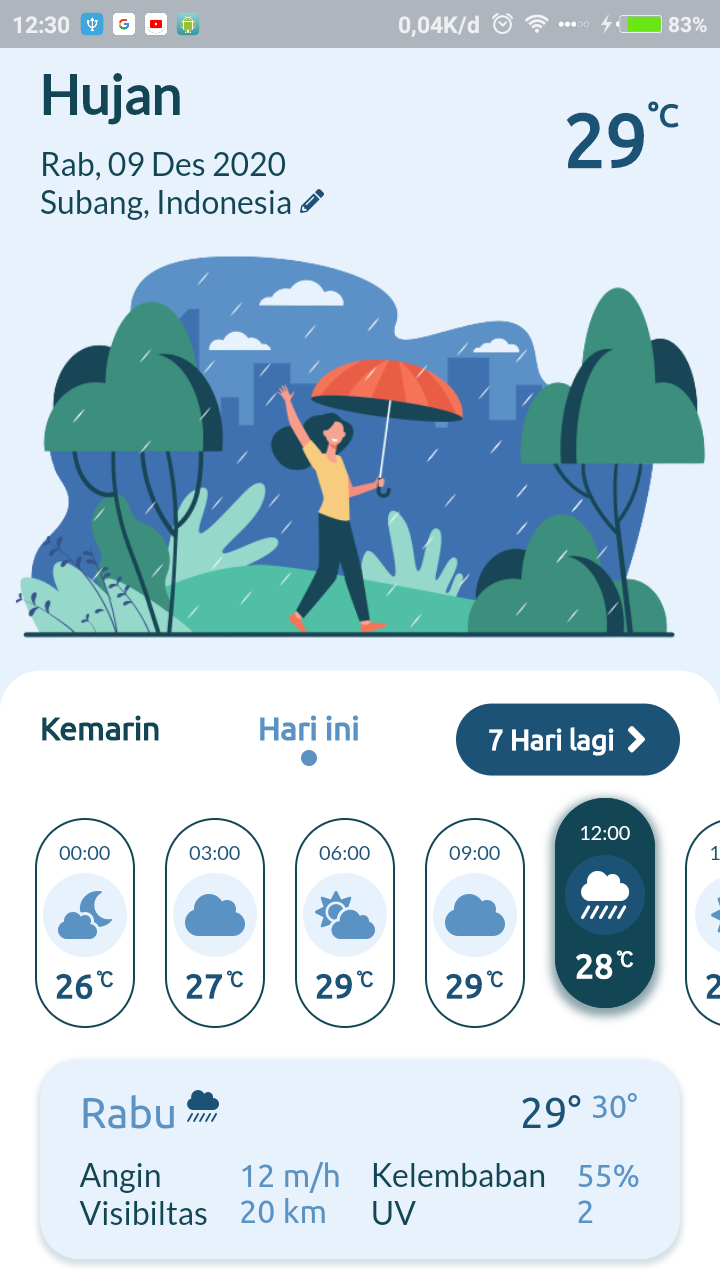 12:30 0,04K/d 83%
Hujan
29°C
Rab, 09 Des 2020
Subang, Indonesia
Kemarin Hari ini 7 Hari lagi
00:00 03:00 06:00 09:00 12:00
26°C 27°C 29°C 29°C 28°C
Rabu 29° 30°
Angin 12 m/h Kelembaban 55%
Visibiltas 20 km UV 2